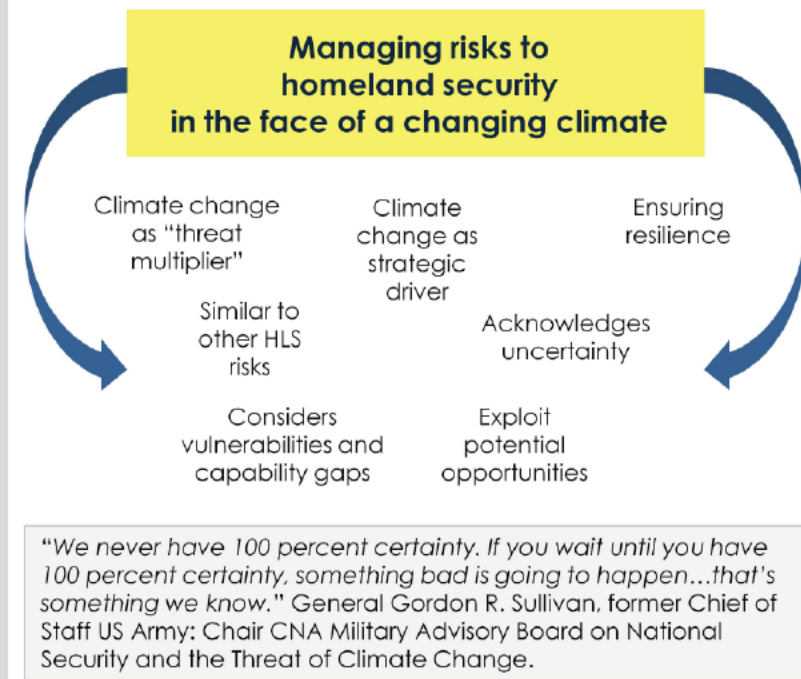 Managing risks to
homeland security
in the face of a changing climate
Climate change
as “threat
multiplier”
Climate
change as
strategic
driver
Ensuring
resilience
Similar to
other HLS
risks
Acknowledges
uncertainty
Considers
vulnerabilities and
capability gaps
Exploit
potential
opportunities
“We never have 100 percent certainty. If you wait until you have
100 percent certainty, something bad is going to happen…that’s
something we know.” General Gordon R. Sullivan, former Chief of
Staff US Army: Chair CNA Military Advisory Board on National
Security and the Threat of Climate Change.